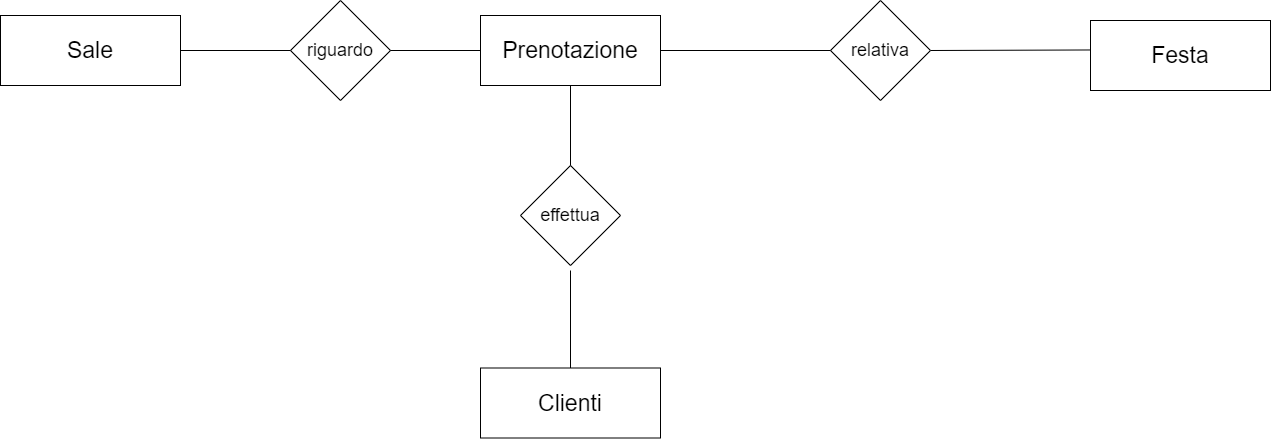 Sale
riguardo
Prenotazione
relativa
Festa
effettua
Clienti